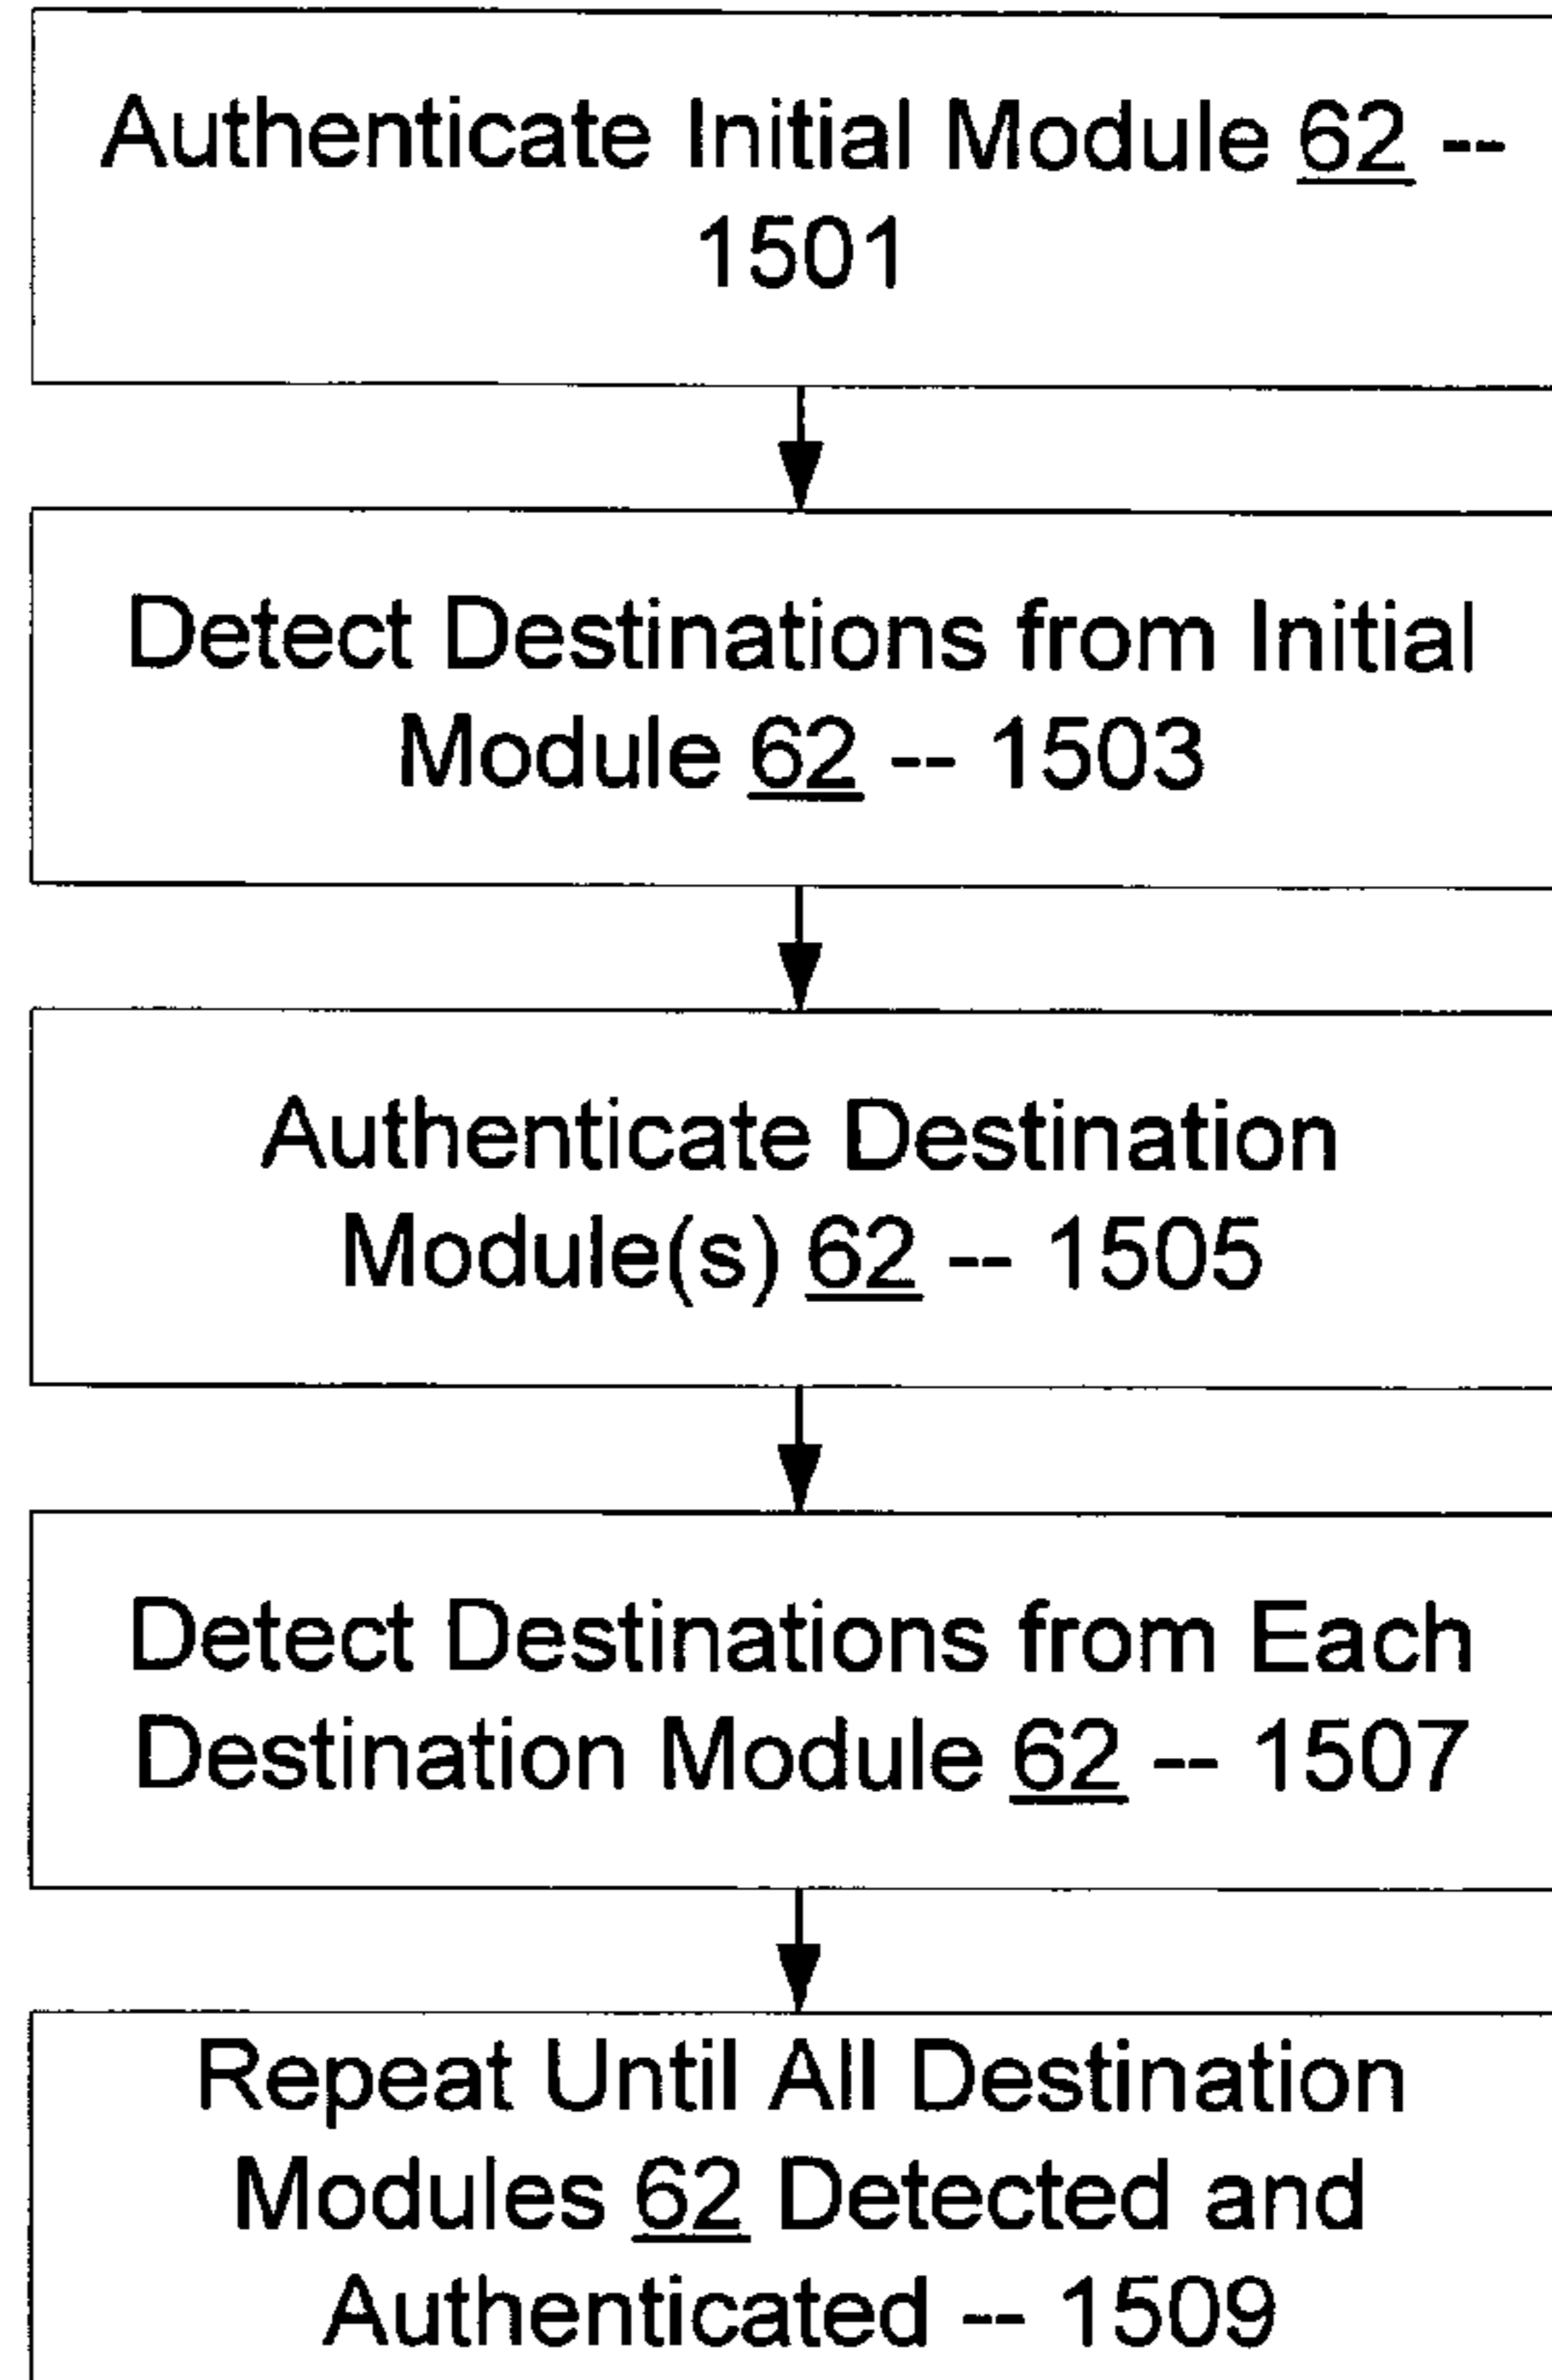 Authenticate Initial Module 62 --
1501
Detect Destinations from Initial
Module 62 -- 1503
Authenticate Destination
Module(s) 62 -- 1505
Detect Destinations from Each
Destination Module 62 -- 1507
Repeat Until All Destination
Modules 62 Detected and
Authenticated -- 1509